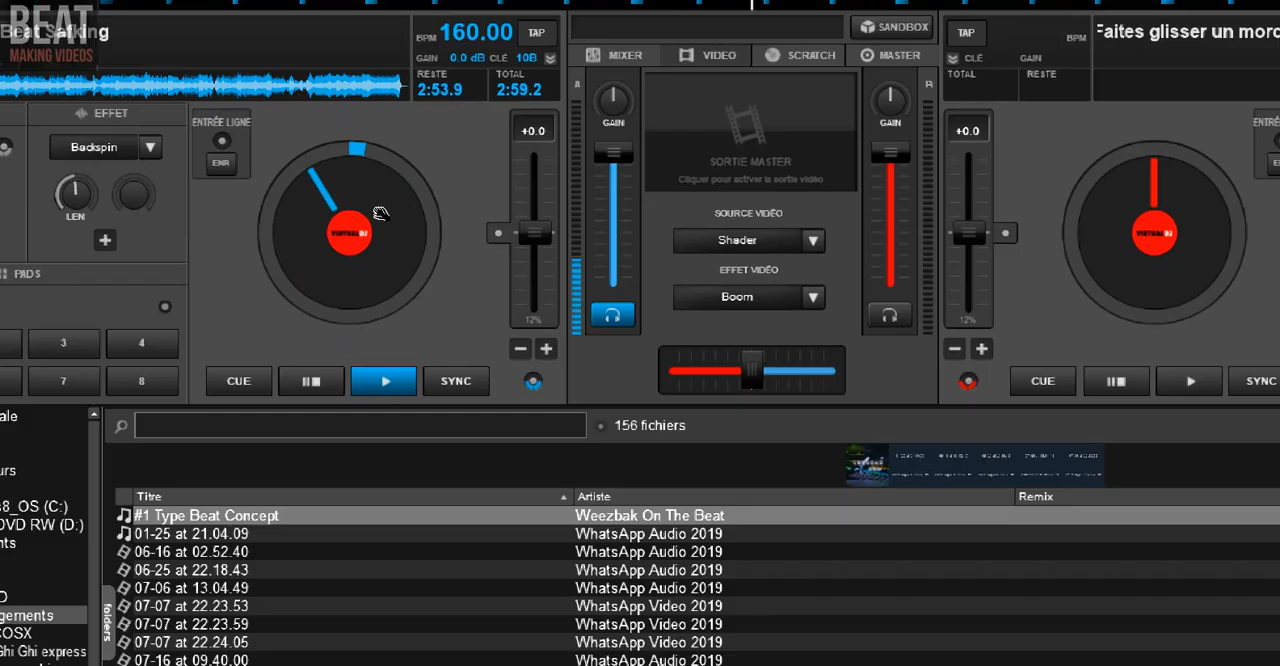 BEAT
MAKING VIDEOS
BPM 160.00 TAP
GAIN 0.0 dB CLÉ 10B
RESTE TOTAL
2:53.9 2:59.2
SANDBOX
TAP BPM
CLÉ GAIN
TOTAL RESTE
Faites glisser un morc
MIXER VIDEO SCRATCH MASTER
EFFET
Backspin
LEN
ENTRÉE LIGNE
ENR
+0.0
12%
A
GAIN
SORTIE MASTER
Cliquer pour activer la sortie vidéo
SOURCE VIDÉO
Shader
EFFET VIDÉO
Boom
B
GAIN
+0.0
12%
VIRTUAL DJ
VIRTUAL DJ
ENTRÉ
PADS
3 4
7 8
CUE SYNC
CUE SYNC
156 fichiers
Titre Artiste Remix
#1 Type Beat Concept Weezbak On The Beat
01-25 at 21.04.09 WhatsApp Audio 2019
06-16 at 02.52.40 WhatsApp Audio 2019
06-25 at 22.18.43 WhatsApp Audio 2019
07-06 at 13.04.49 WhatsApp Audio 2019
07-07 at 22.23.53 WhatsApp Video 2019
07-07 at 22.23.59 WhatsApp Video 2019
07-07 at 22.24.05 WhatsApp Video 2019
07-16 at 09.40.00 WhatsApp Audio 2019
ale
urs
8_OS (C:)
DVD RW (D:)
nts
D
gements
COSX
Ghi Ghi express
folders